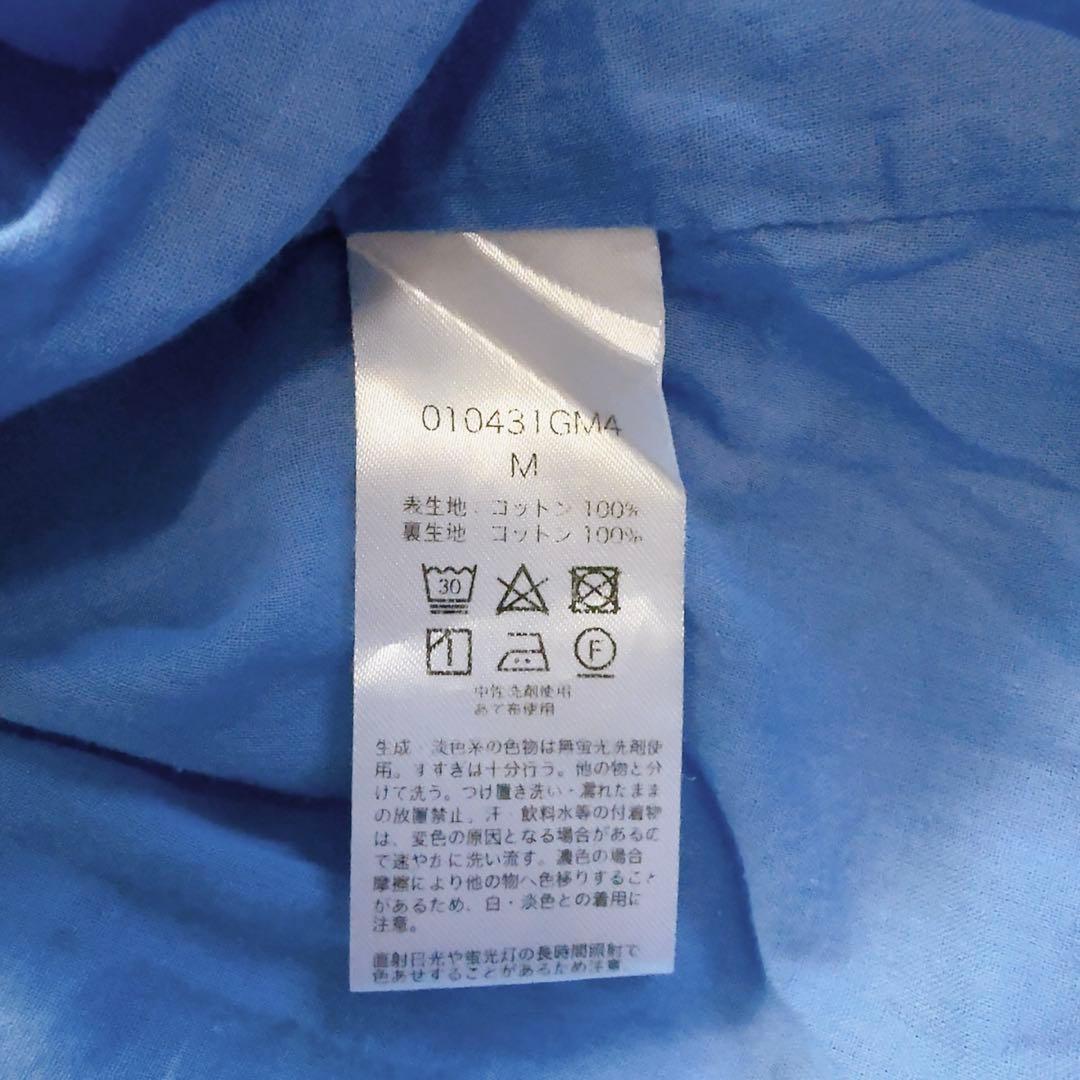 010431GM4
M
表生地: コットン 100%
裏生地 コットン 100%
30
F
中性洗剤使用
あて布使用
生成・淡色系の色物は無蛍光洗剤使
用。すすぎは十分行う。他の物と分
けて洗う。つけ置き洗い・濡れたまま
の放置禁止。汗・飲料水等の付着物
は、変色の原因となる場合があるの
で速やかに洗い流す。濃色の場合
摩擦により他の物へ色移りすること
があるため、白・淡色との着用に
注意。
直射日光や蛍光灯の長時間照射で
色あせすることがあるため注意